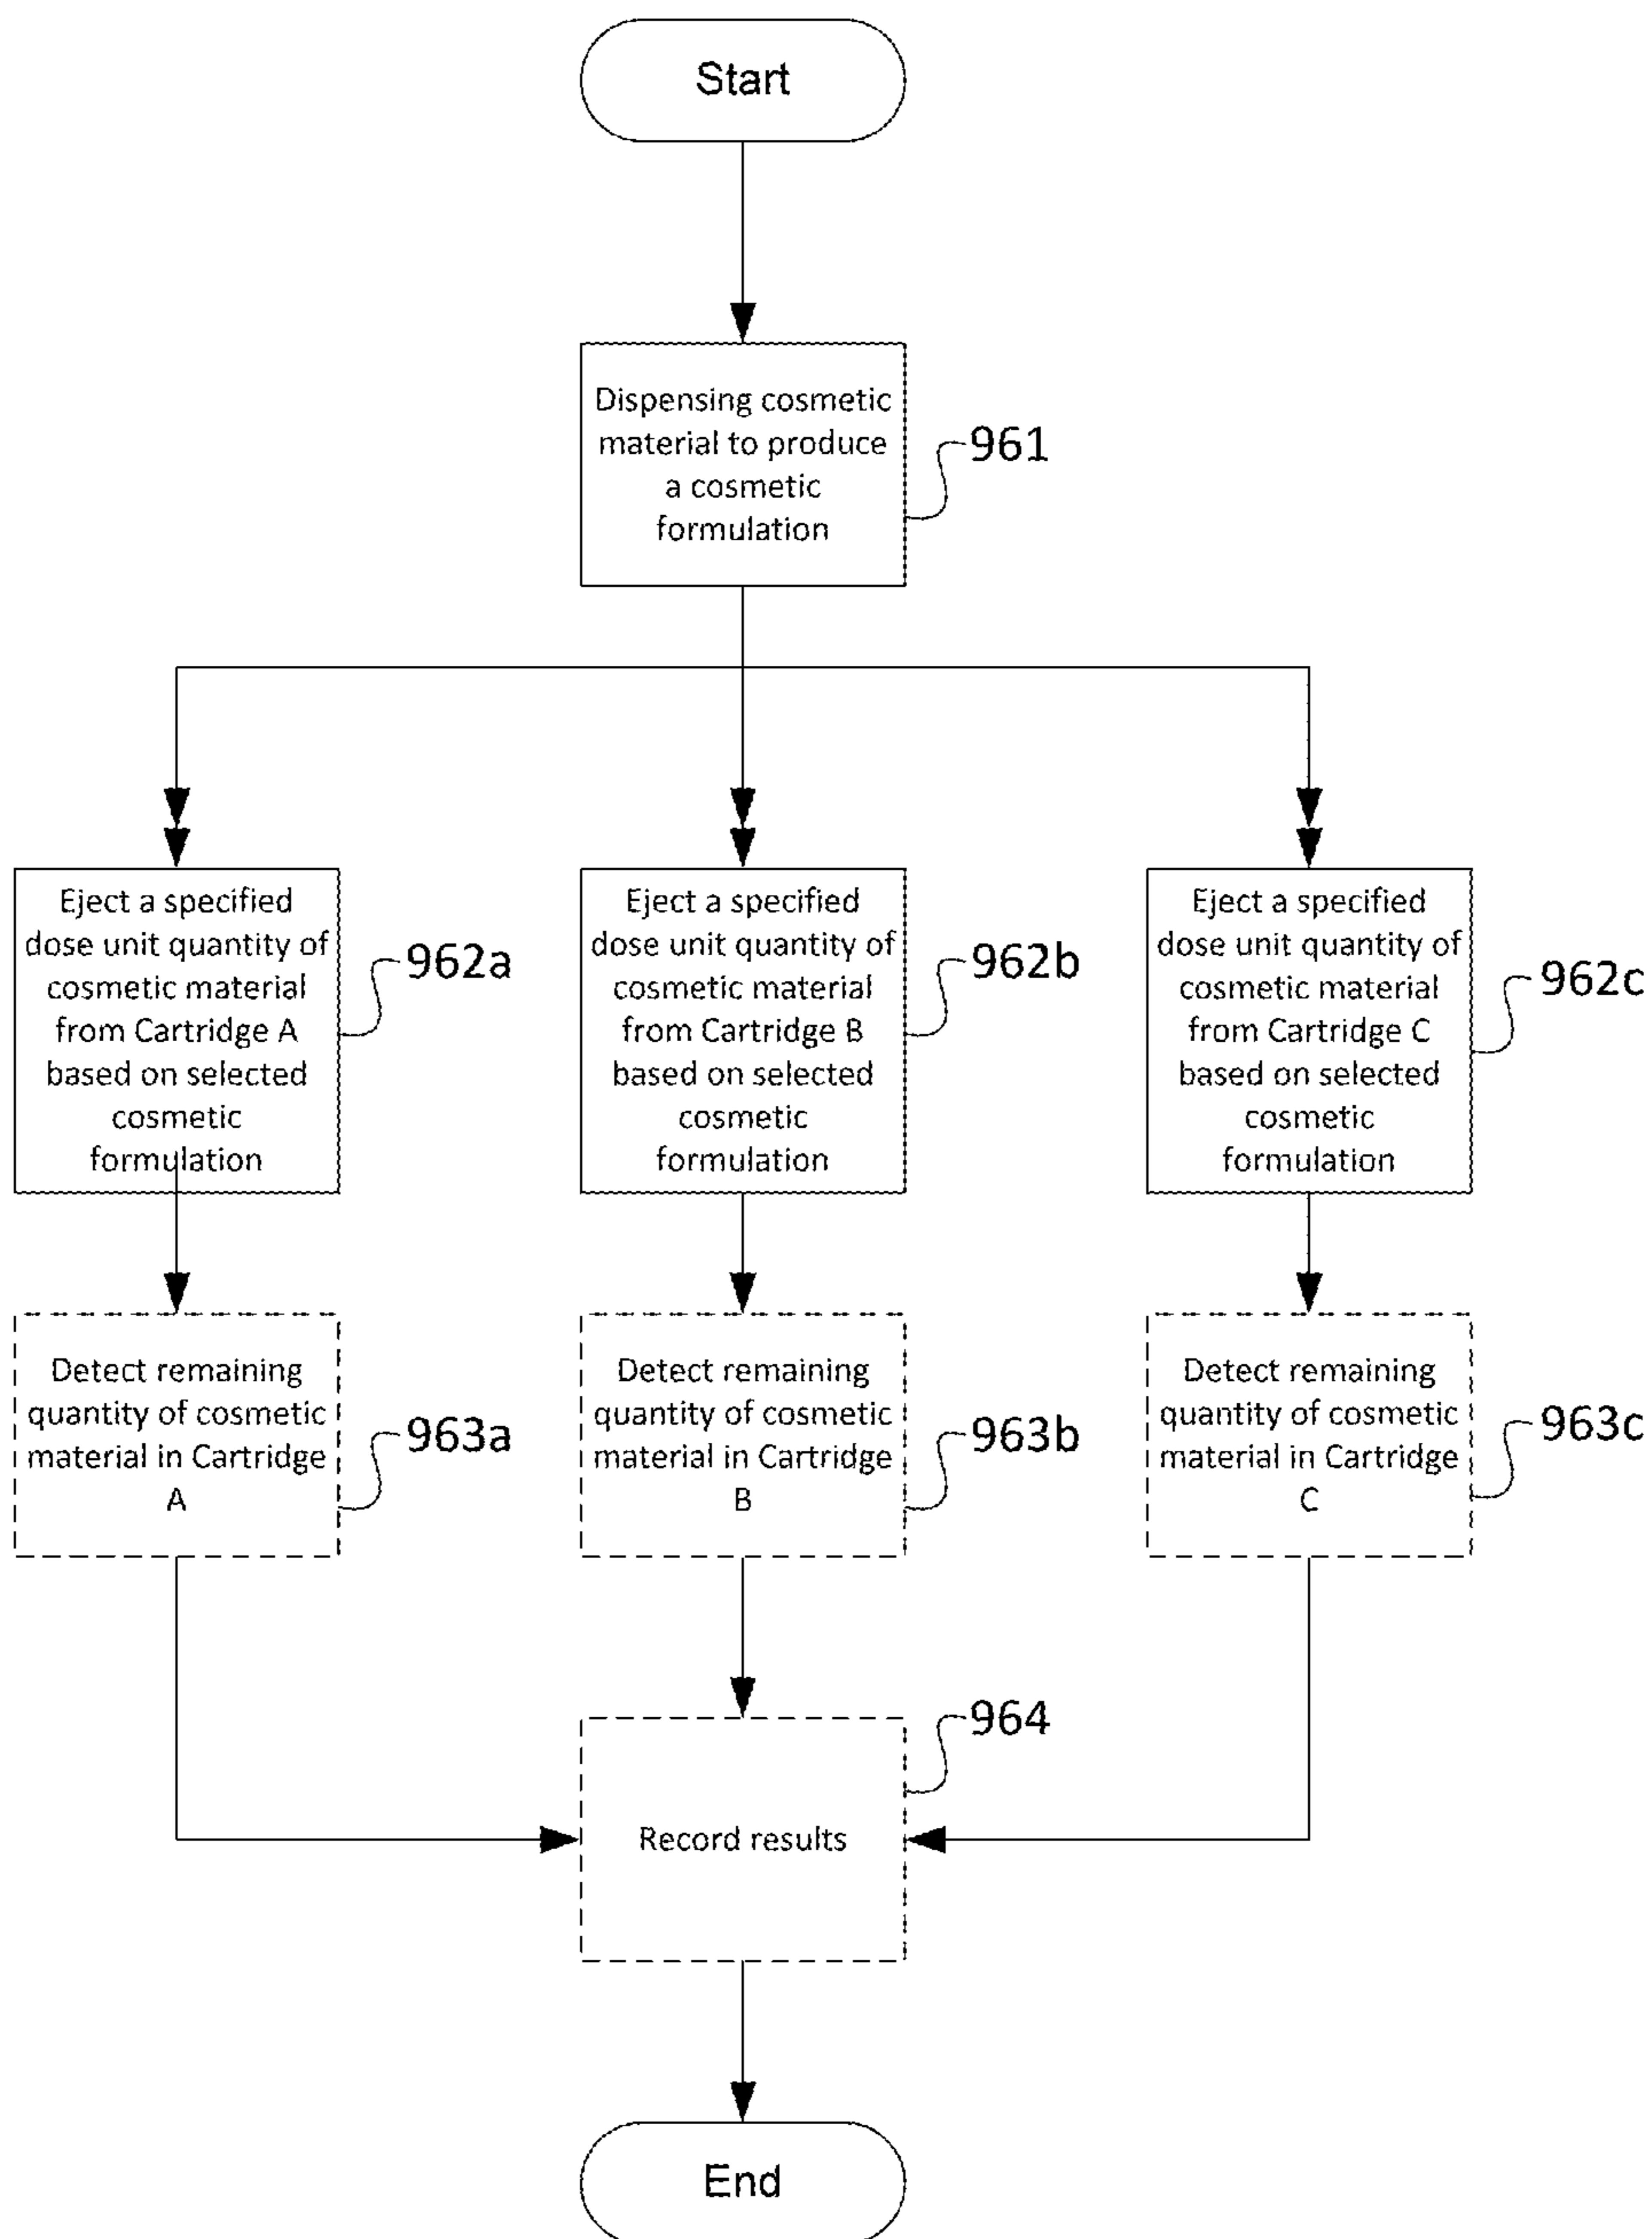 Start
Dispensing cosmetic
material to produce
a cosmetic
formulation
961
Eject a specified
dose unit quantity of
cosmetic material
from Cartridge A
based on selected
cosmetic
formulation
962a
Eject a specified
dose unit quantity of
cosmetic material
from Cartridge B
based on selected
cosmetic
formulation
962b
Eject a specified
dose unit quantity of
cosmetic material
from Cartridge C
based on selected
cosmetic
formulation
962c
Detect remaining
quantity of cosmetic
material in Cartridge
A
963a
Detect remaining
quantity of cosmetic
material in Cartridge
B
963b
Detect remaining
quantity of cosmetic
material in Cartridge
C
963c
964
Record results
End